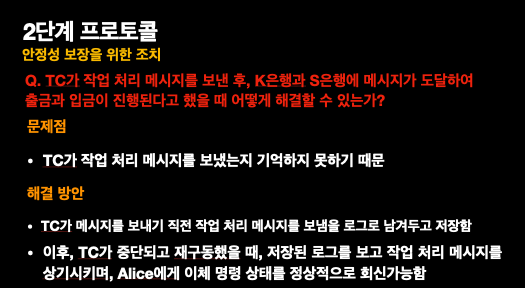 2단계 프로토콜
안정성 보장을 위한 조치
Q. TC가 작업 처리 메시지를 보낸 후, K은행과 S은행에 메시지가 도달하여
출금과 입금이 진행된다고 했을 때 어떻게 해결할 수 있는가?
문제점
• TC가 작업 처리 메시지를 보냈는지 기억하지 못하기 때문
해결 방안
• TC가 메시지를 보내기 직전 작업 처리 메시지를 보냄을 로그로 남겨두고 저장함
• 이후, TC가 중단되고 재구동했을 때, 저장된 로그를 보고 작업 처리 메시지를
상기시키며, Alice에게 이체 명령 상태를 정상적으로 회신가능함